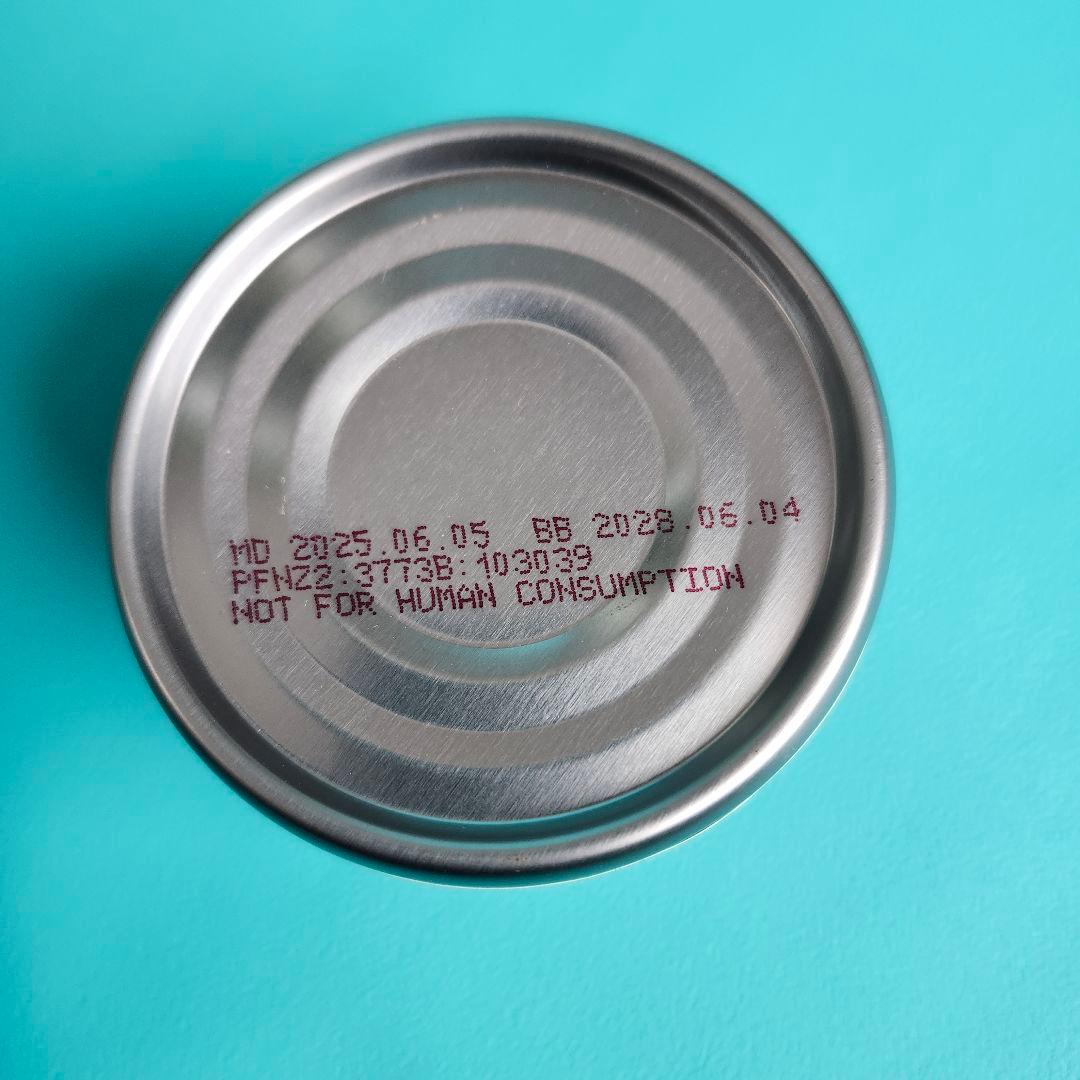 MD 2025.06.05 BB 2028.06.04
PFNZ2:3773B:103039
NOT FOR HUMAN CONSUMPTION